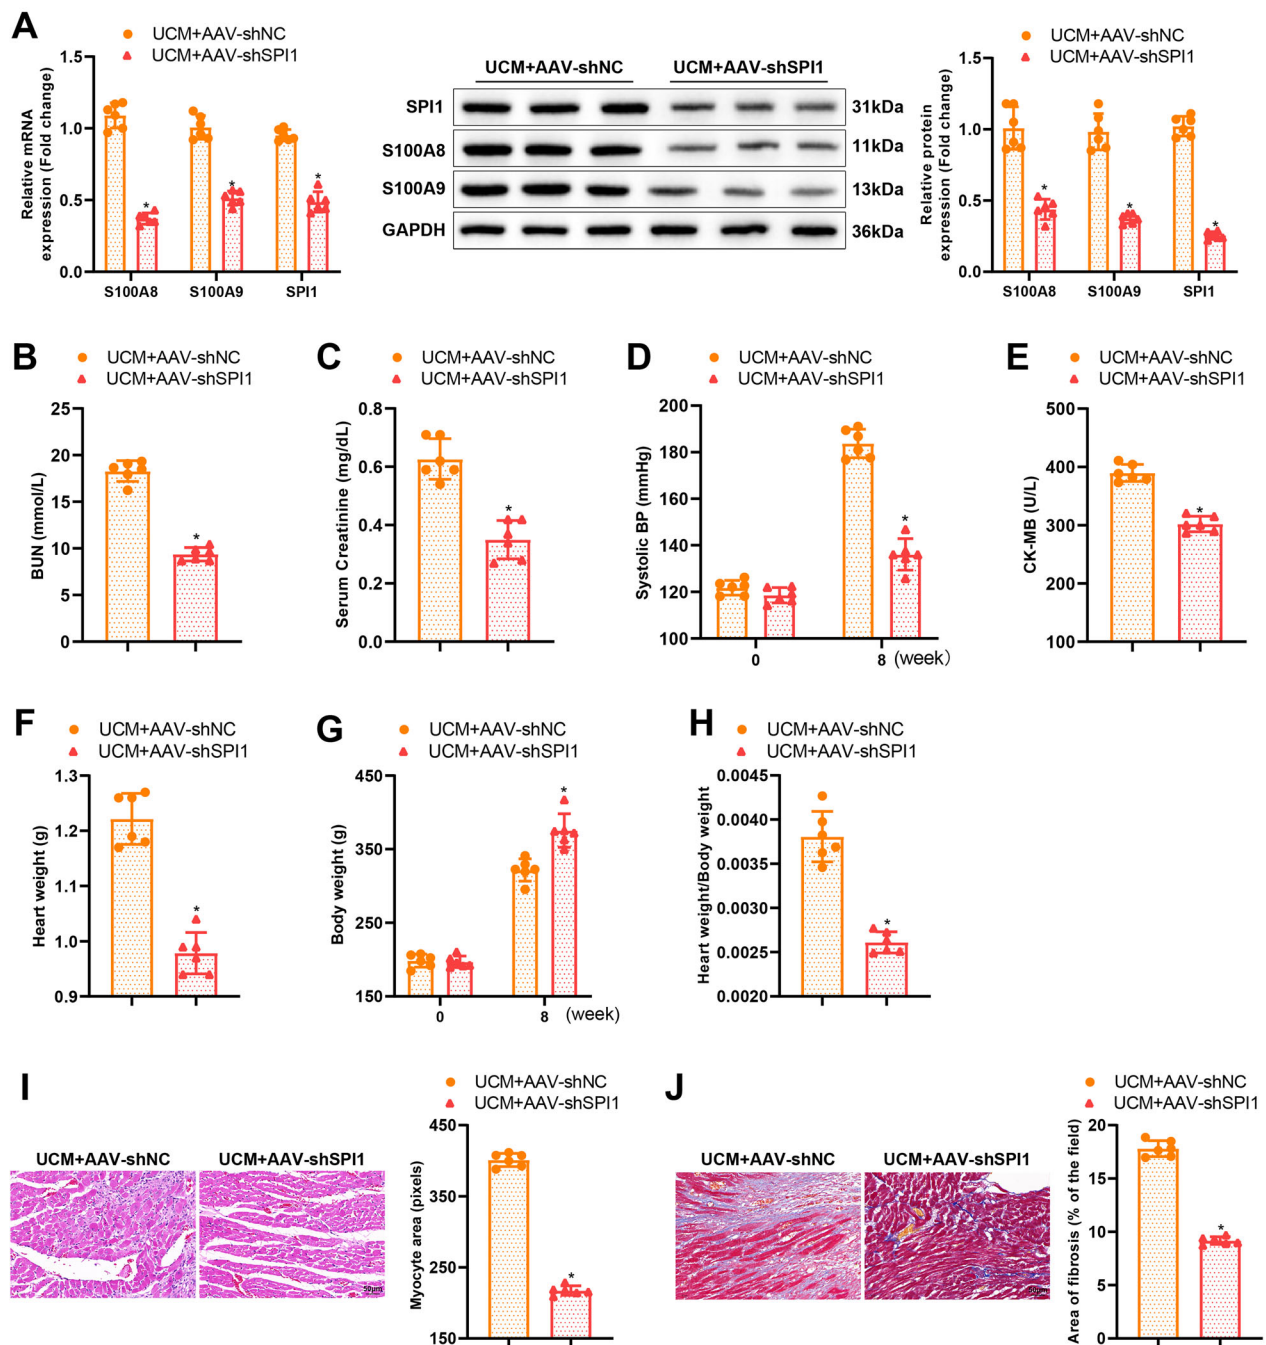 A
UCM+AAV-shNC
UCM+AAV-shSPI1
Relative mRNA
expression (Fold change)
1.5
1.0
0.5
0.0
S100A8
S100A9
SPI1
UCM+AAV-shNC
UCM+AAV-shSPI1
SPI1
31kDa
S100A8
11kDa
S100A9
13kDa
GAPDH
36kDa
UCM+AAV-shNC
UCM+AAV-shSPI1
Relative protein
expression (Fold change)
1.5
1.0
0.5
0.0
S100A8
S100A9
SPI1
B
UCM+AAV-shNC
UCM+AAV-shSPI1
BUN (mmol/L)
25
20
15
10
5
0
*
C
UCM+AAV-shNC
UCM+AAV-shSPI1
Serum Creatinine (mg/dL)
0.8
0.6
0.4
0.2
0.0
*
D
UCM+AAV-shNC
UCM+AAV-shSPI1
Systolic BP (mmHg)
200
180
160
140
120
100
*
0
8
(week)
E
UCM+AAV-shNC
UCM+AAV-shSPI1
CK-MB (U/L)
500
400
300
200
100
*
F
UCM+AAV-shNC
UCM+AAV-shSPI1
Heart weight (g)
1.3
1.2
1.1
1.0
0.9
*
G
UCM+AAV-shNC
UCM+AAV-shSPI1
Body weight (g)
450
350
250
150
*
0
8
(week)
H
UCM+AAV-shNC
UCM+AAV-shSPI1
Heart weight/Body weight
0.0045
0.0040
0.0035
0.0030
0.0025
0.0020
*
I
UCM+AAV-shNC
UCM+AAV-shSPI1
50μm
UCM+AAV-shNC
UCM+AAV-shSPI1
Myocyte area (pixels)
450
350
250
150
*
J
UCM+AAV-shNC
UCM+AAV-shSPI1
50μm
UCM+AAV-shNC
UCM+AAV-shSPI1
Area of fibrosis (% of the field)
20
15
10
5
0
*